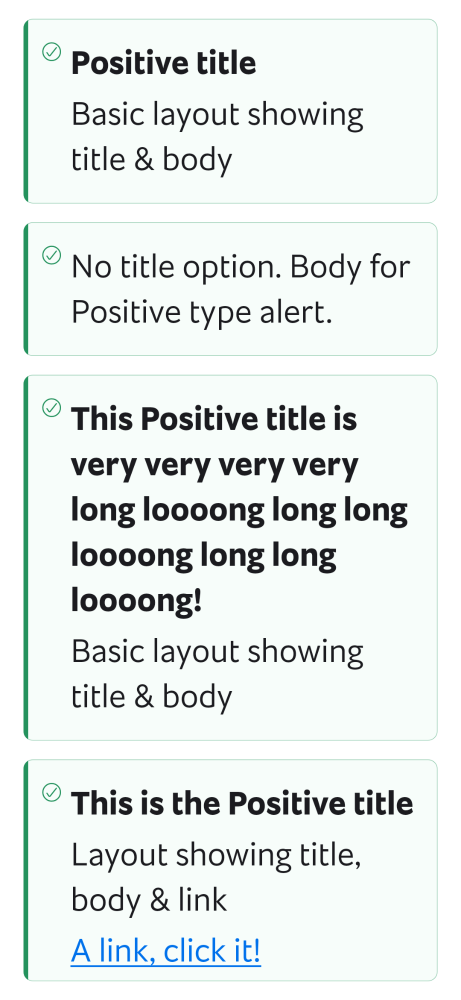 Positive title
Basic layout showing
title & body
No title option. Body for
Positive type alert.
This Positive title is
very very very very
long loooong long long
loooong long long
loooong!
Basic layout showing
title & body
This is the Positive title
Layout showing title,
body & link
A link, click it!